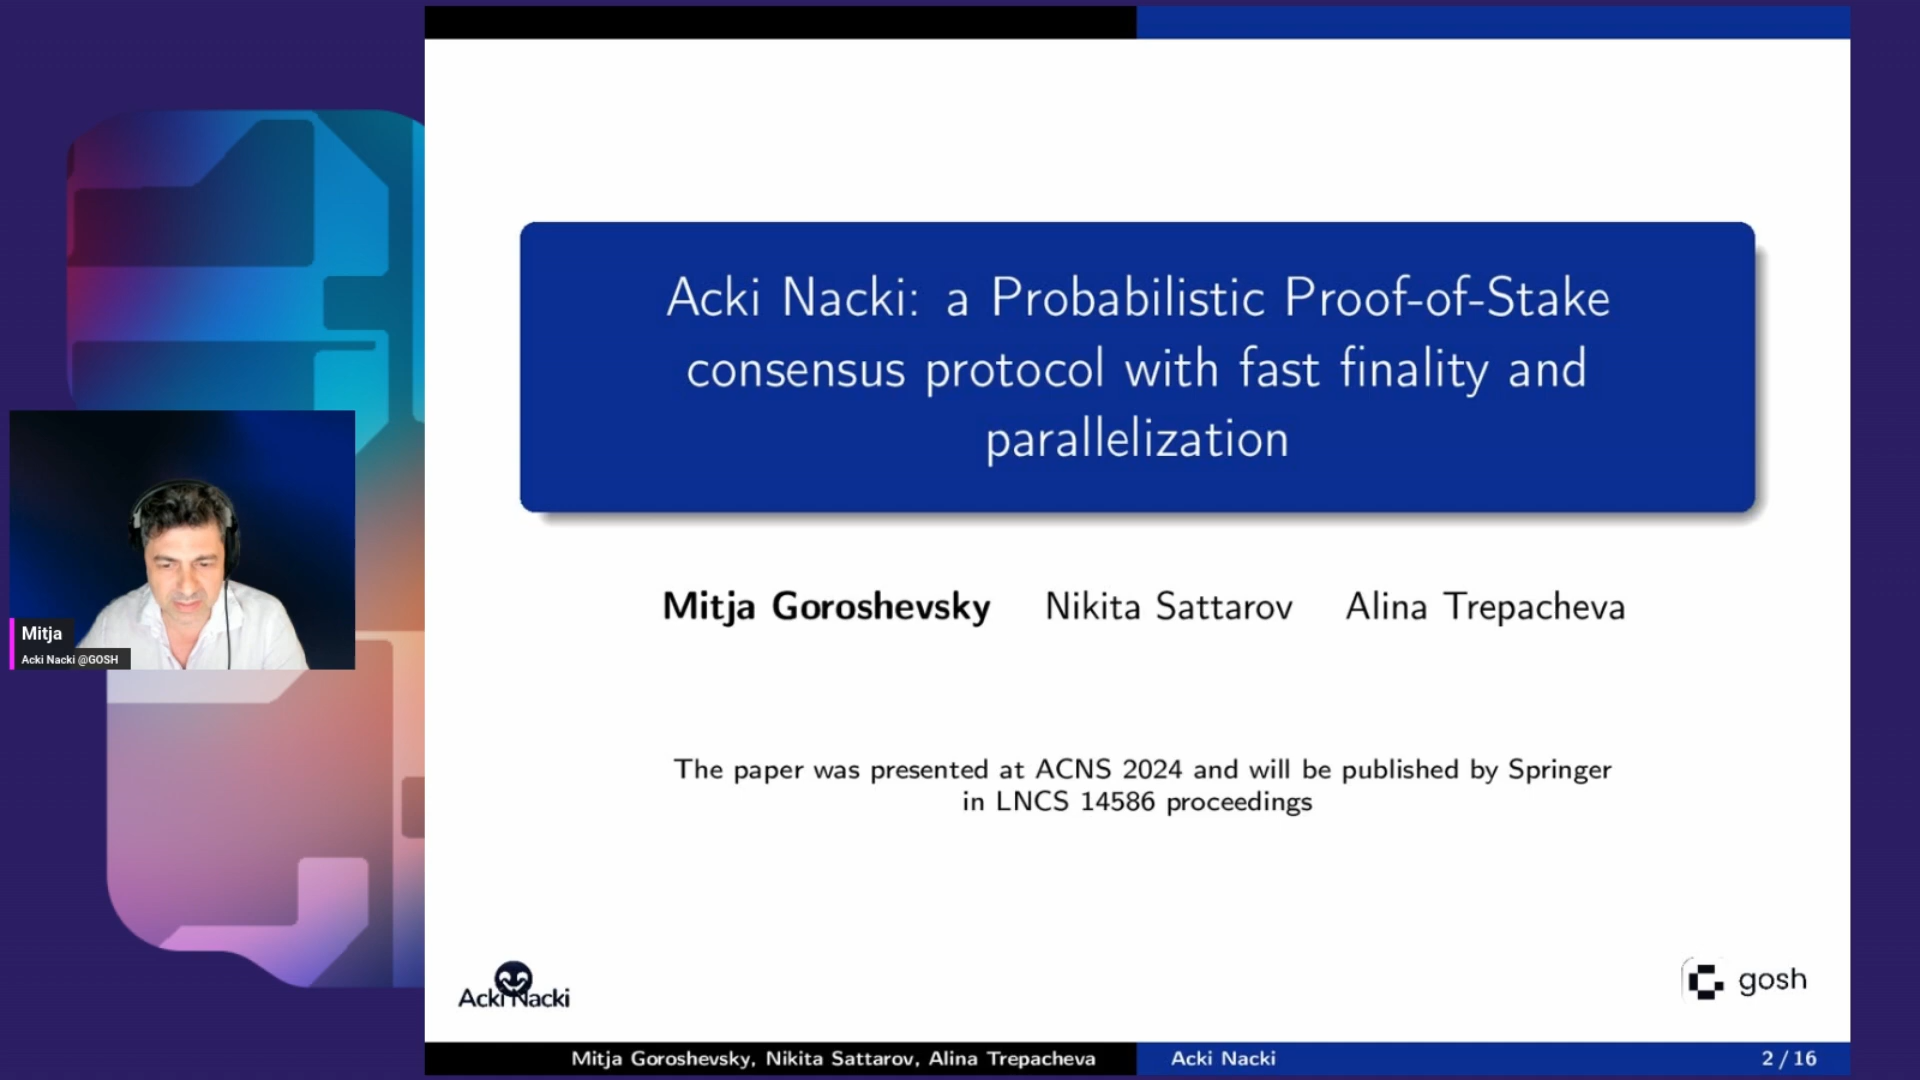 Acki Nacki: a Probabilistic Proof-of-Stake
consensus protocol with fast finality and
parallelization
Mitja Goroshevsky Nikita Sattarov Alina Trepacheva
The paper was presented at ACNS 2024 and will be published by Springer
in LNCS 14586 proceedings
Mitja
Acki Nacki @GOSH
Acki Nacki
gosh
Mitja Goroshevsky, Nikita Sattarov, Alina Trepacheva Acki Nacki 2 / 16